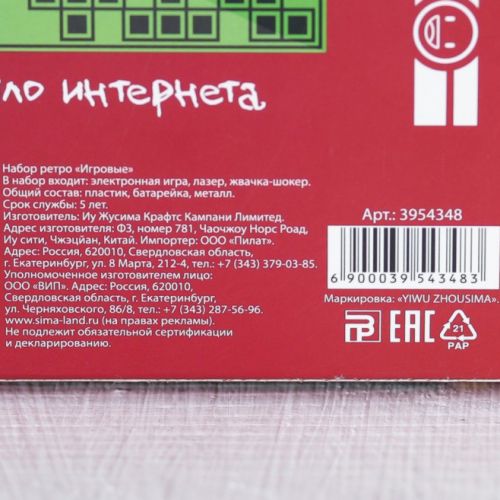 ло интернета
Набор ретро «Игровые»
В набор входит: электронная игра, лазер, жвачка-шокер.
Общий состав: пластик, батарейка, металл.
Срок службы: 5 лет.
Изготовитель: Иу Жусима Крафтс Кампани Лимитед.
Адрес изготовителя: Ф3, номер 781, Чаочжоу Норс Роад,
Иу сити, Чжэцйан, Китай. Импортер: ООО «Пилат».
Адрес: Россия, 620010, Свердловская область,
г. Екатеринбург, ул. 8 Марта, 212-4, тел.: +7 (343) 379-03-85.
Уполномоченное изготовителем лицо:
ООО «ВИП». Адрес: Россия, 620010,
Свердловская область, г. Екатеринбург,
ул. Черняховского, 86/8, тел.: +7 (343) 287-56-96.
www.sima-land.ru (на правах рекламы).
Не подлежит обязательной сертификации
и декларированию.
Арт.: 3954348
6 900039 543483
Маркировка: «YIWU ZHOUSIMA».
EAC
21
PAP